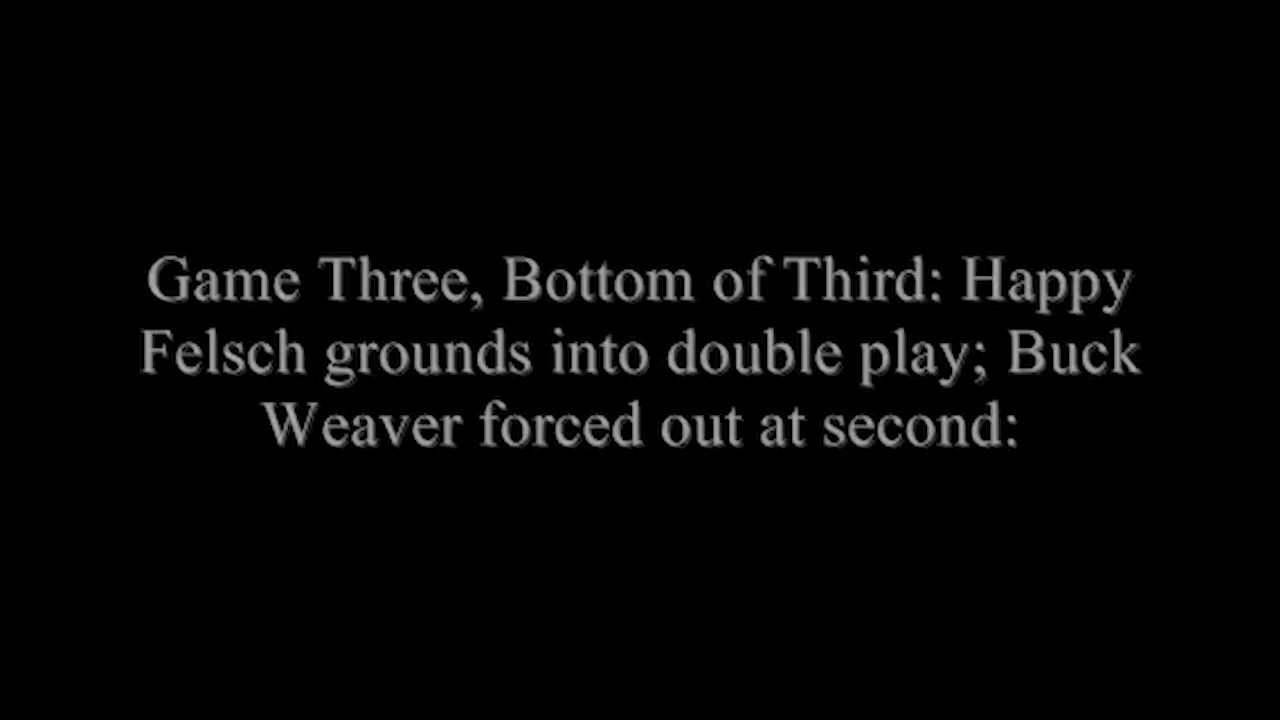 Game Three, Bottom of Third: Happy
Felsch grounds into double play; Buck
Weaver forced out at second: